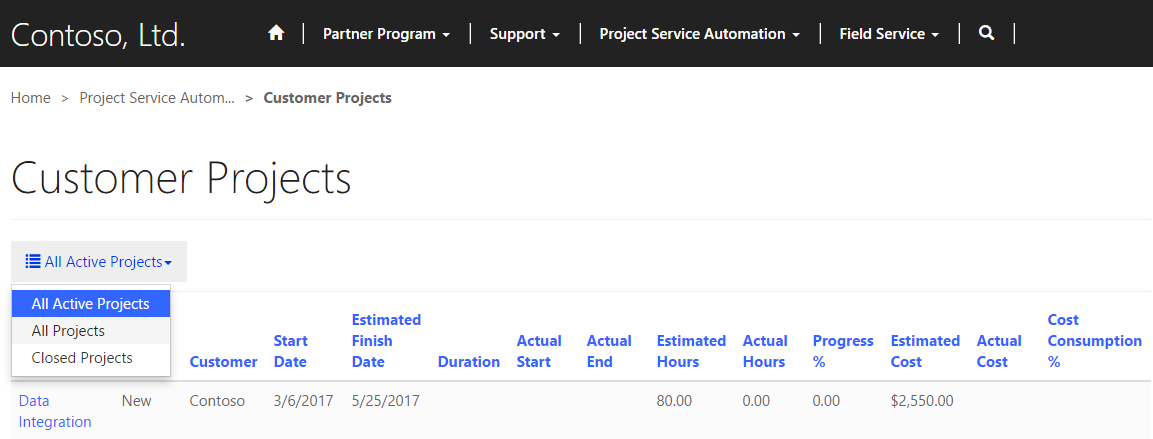 Contoso, Ltd.
Partner Program
Support
Project Service Automation
Field Service
Home > Project Service Autom... > Customer Projects
Customer Projects
All Active Projects
All Active Projects
All Projects
Closed Projects
Customer
Start
Date
Estimated
Finish
Date
Duration
Actual
Start
Actual
End
Estimated
Hours
Actual
Hours
Progress
%
Estimated
Cost
Actual
Cost
Cost
Consumption
%
Data
Integration
New
Contoso
3/6/2017
5/25/2017
80.00
0.00
0.00
$2,550.00